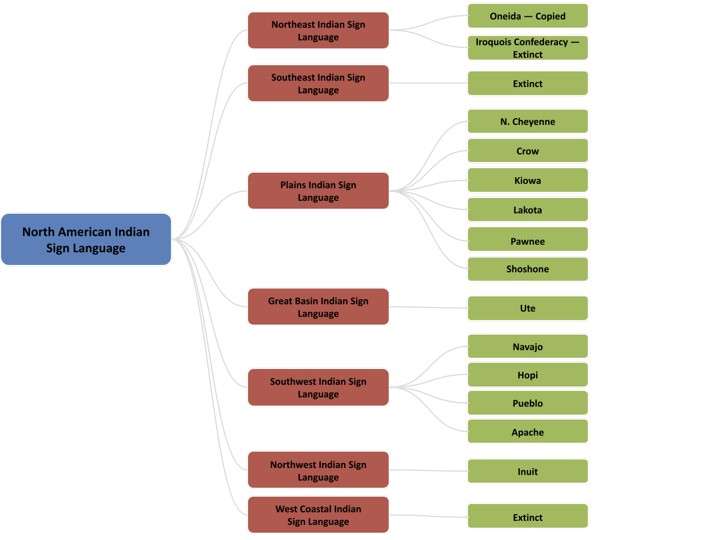 North American Indian
Sign Language
Northeast Indian Sign
Language
Oneida — Copied
Iroquois Confederacy —
Extinct
Southeast Indian Sign
Language
Extinct
Plains Indian Sign
Language
N. Cheyenne
Crow
Kiowa
Lakota
Pawnee
Shoshone
Great Basin Indian Sign
Language
Ute
Southwest Indian Sign
Language
Navajo
Hopi
Pueblo
Apache
Northwest Indian Sign
Language
Inuit
West Coastal Indian
Sign Language
Extinct